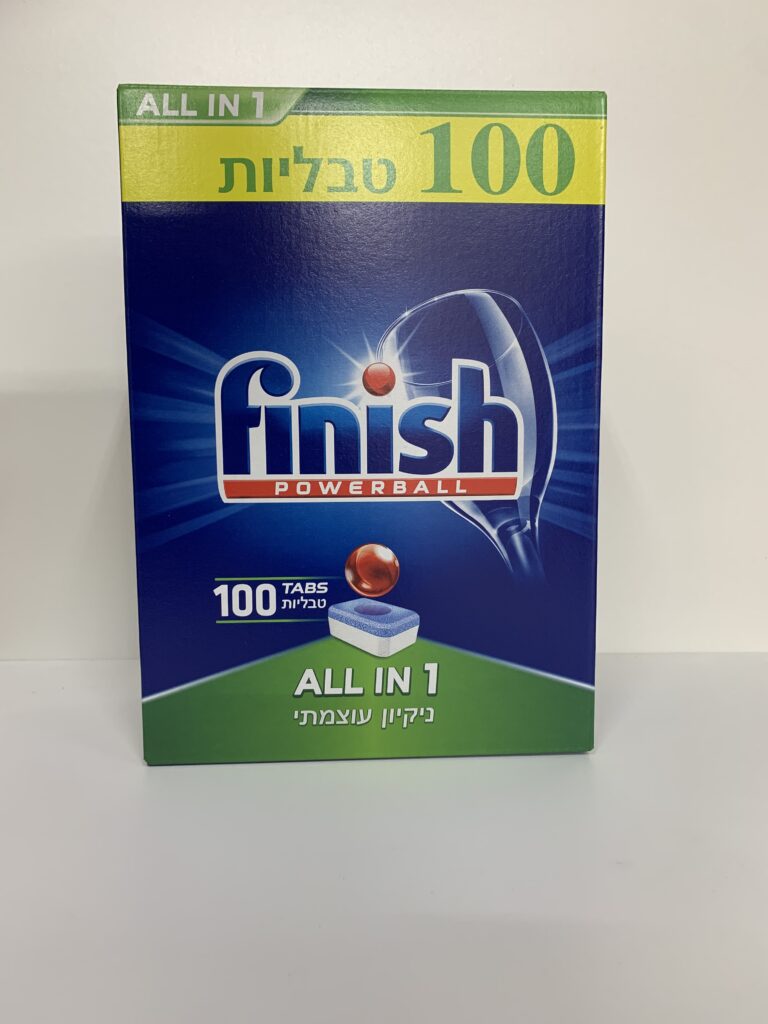 ALL IN 1
100 טבליות
finish
POWERBALL
100 TABS
טבליות
ALL IN 1
ניקיון עוצמתי